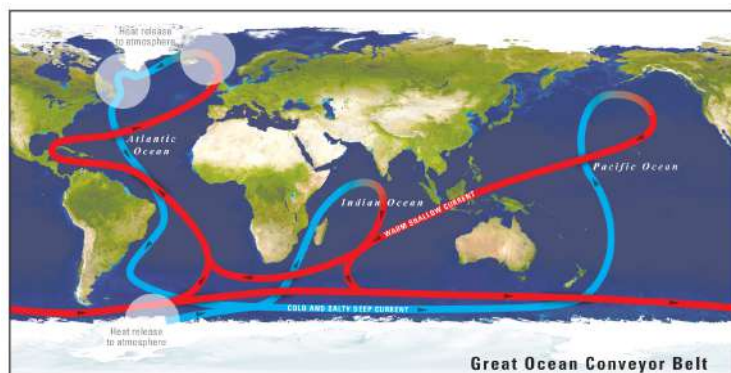 Heat release
to atmosphere
Atlantic
Ocean
Pacific Ocean
Indian Ocean
WARM SHALLOW CURRENT
COLD AND SALTY DEEP CURRENT
Heat release
to atmosphere
Great Ocean Conveyor Belt